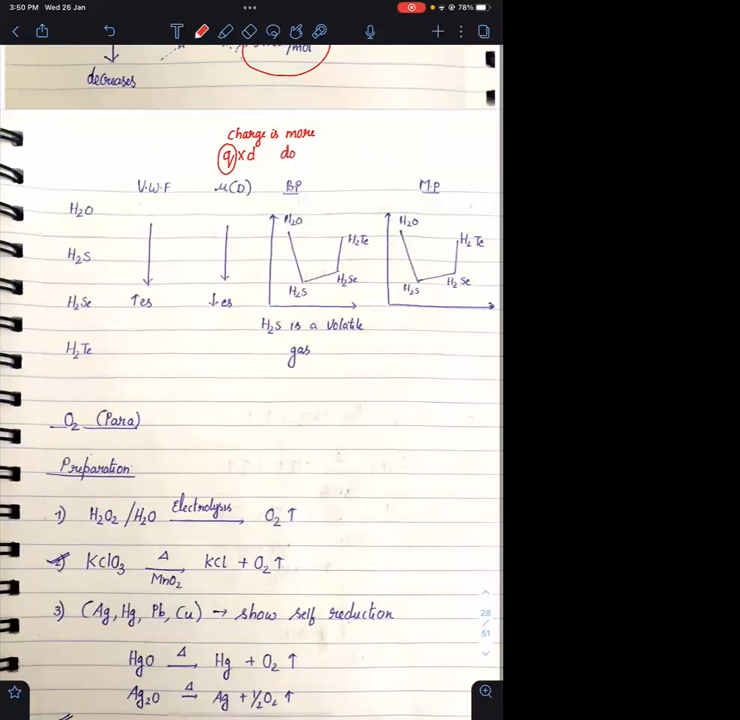 3:50 PM Wed 26 Jan
78%
/mol
decreases
charge is more
q×d do
V.W.F μ(D) BP M.P
H₂O
H₂S
H₂Se
H₂Te
↑es ↓es
H₂O H₂Te H₂S H₂Se
H₂O H₂Te H₂S H₂Se
H₂S is a volatile
gas
O₂ (Para)
Preparation
1) H₂O₂/H₂O Electrolysis → O₂↑
2) KClO₃ Δ → MnO₂ KCl + O₂↑
3) (Ag, Hg, Pb, Cu) → show self reduction
HgO Δ → Hg + O₂↑
Ag₂O Δ → Ag + 1/2O₂↑
28
/
51